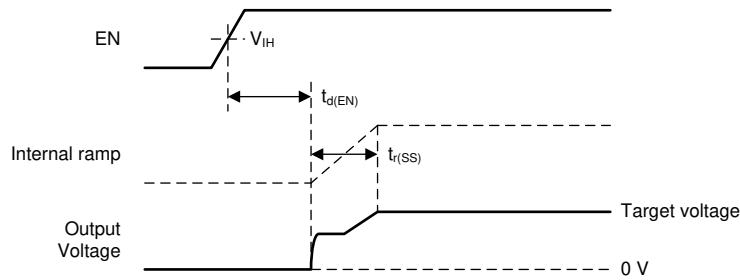 EN
V_IH
t_d(EN)
Internal ramp
t_r(SS)
Output
Voltage
Target voltage
0 V